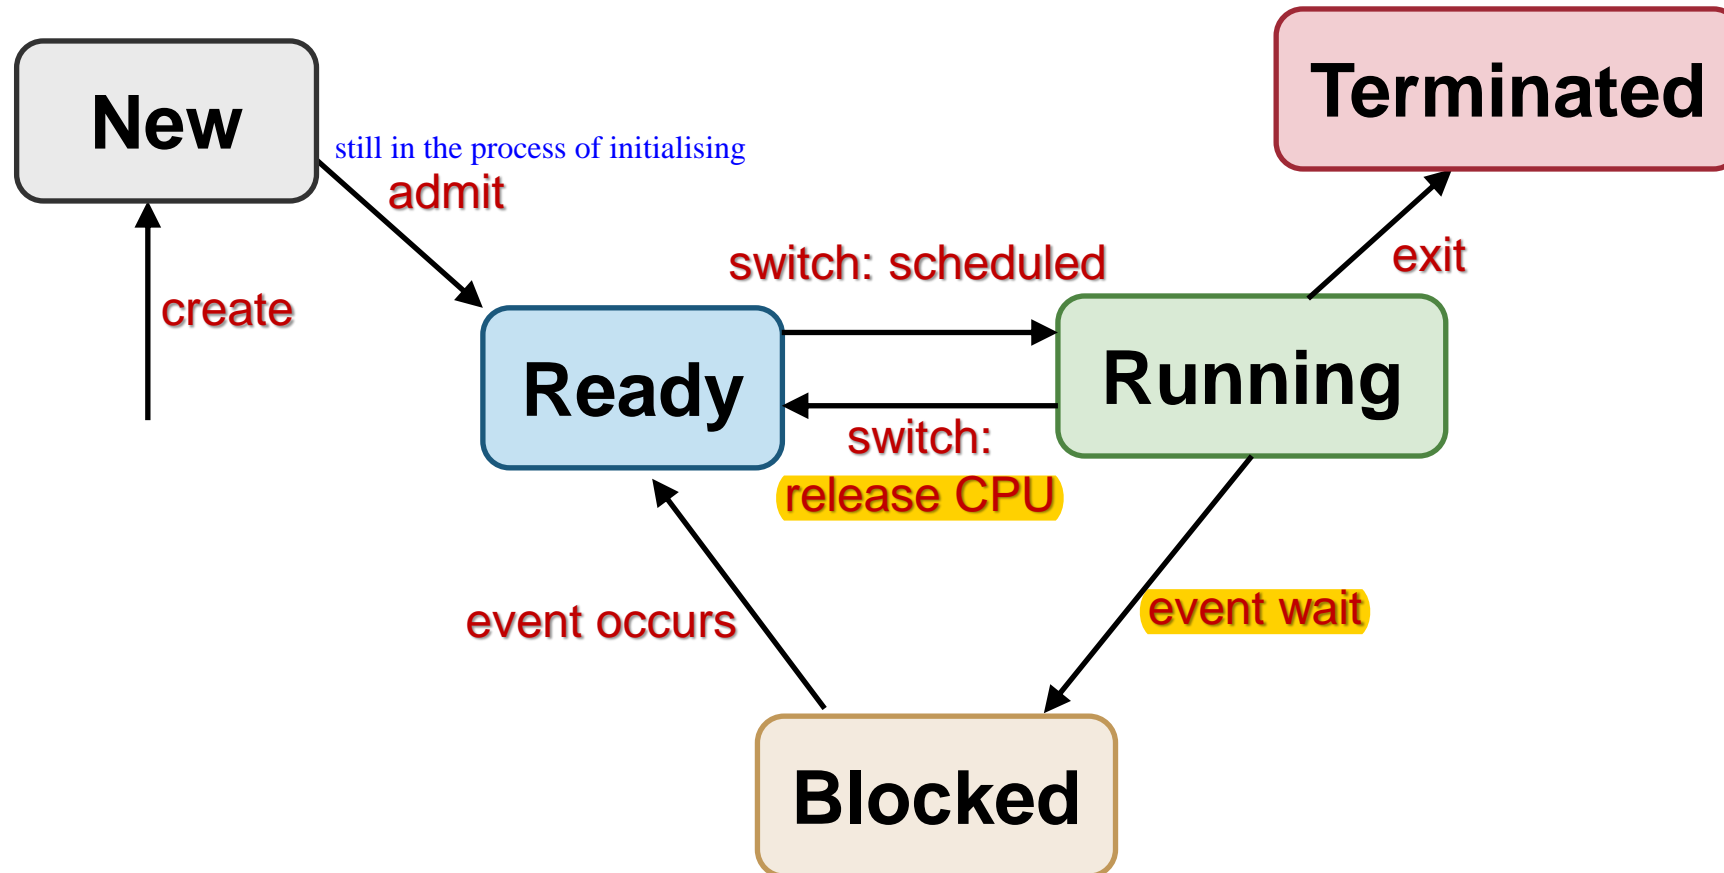 New
Terminated
still in the process of initialising
admit
switch: scheduled
exit
create
Ready
Running
switch:
release CPU
event occurs
event wait
Blocked